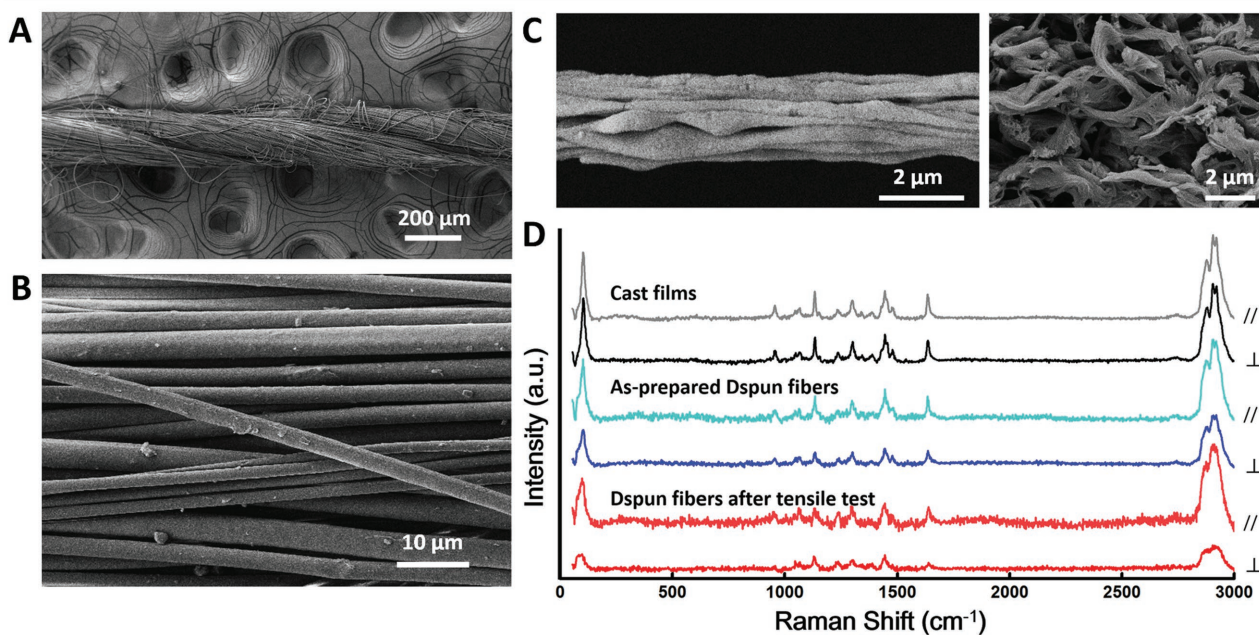 A
200 µm
B
10 µm
C
2 µm
2 µm
D
Cast films
//
⊥
As-prepared Dspun fibers
//
⊥
Dspun fibers after tensile test
//
⊥
Intensity (a.u.)
0 500 1000 1500 2000 2500 3000
Raman Shift (cm⁻¹)